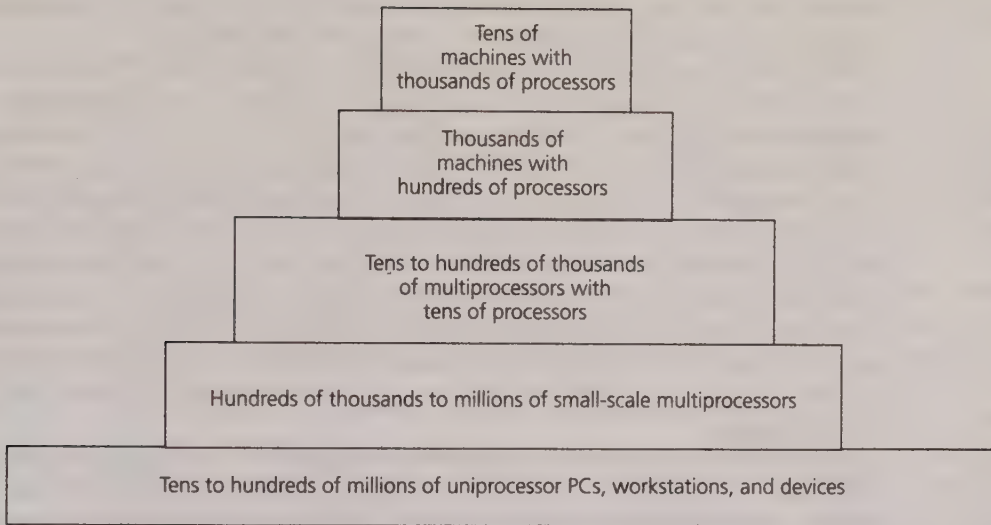 Tens of
machines with
thousands of processors
Thousands of
machines with
hundreds of processors
Tens to hundreds of thousands
of multiprocessors with
tens of processors
Hundreds of thousands to millions of small-scale multiprocessors
Tens to hundreds of millions of uniprocessor PCs, workstations, and devices